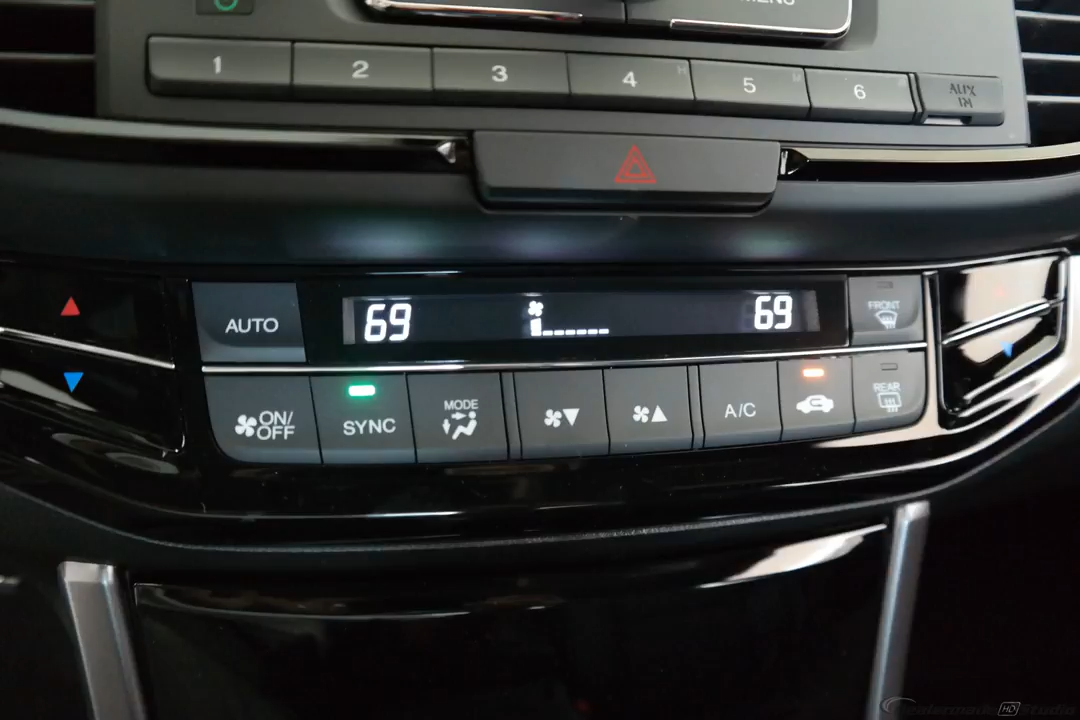 MENU
1 2 3 4 5 6 AUX
IN
69 69
AUTO
FRONT
ON/
OFF
SYNC
MODE
A/C
REAR